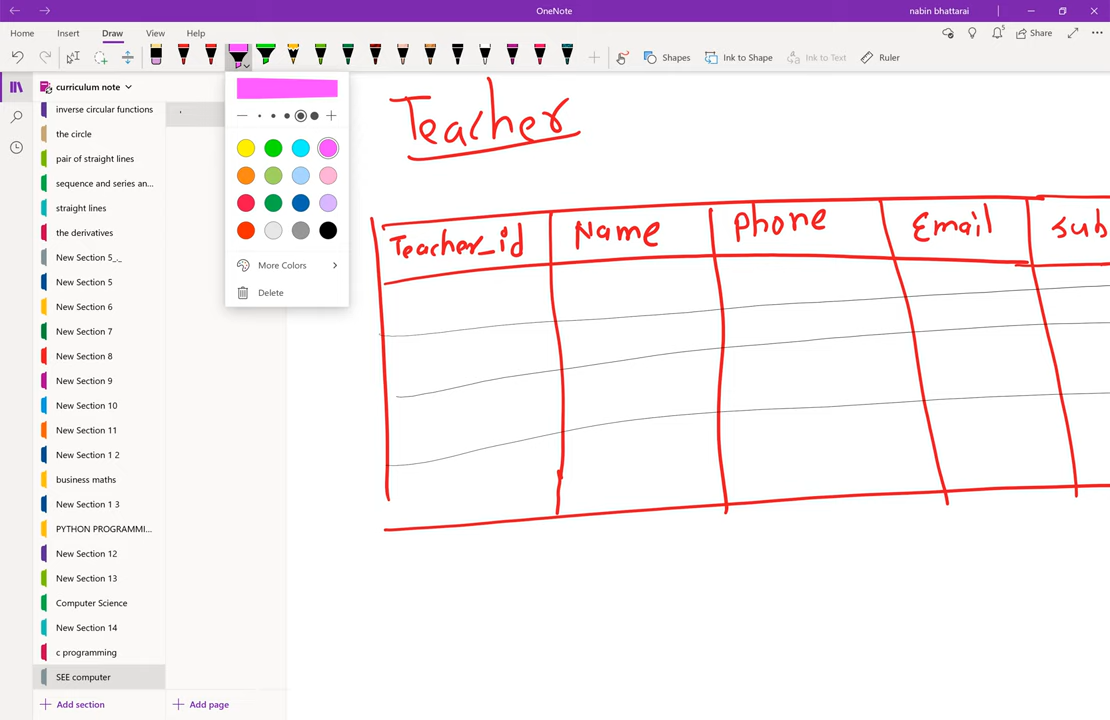 OneNote
nabin bhattarai
Home
Insert
Draw
View
Help
Share
Shapes
Ink to Shape
Ink to Text
Ruler
curriculum note
inverse circular functions
the circle
pair of straight lines
sequence and series an...
straight lines
the derivatives
New Section 5_-_
New Section 5
New Section 6
New Section 7
New Section 8
New Section 9
New Section 10
New Section 11
New Section 1 2
business maths
New Section 1 3
PYTHON PROGRAMMI...
New Section 12
New Section 13
Computer Science
New Section 14
c programming
SEE computer
Add section
Add page
More Colors
Delete
Teacher
Teacher_id Name Phone Email sub